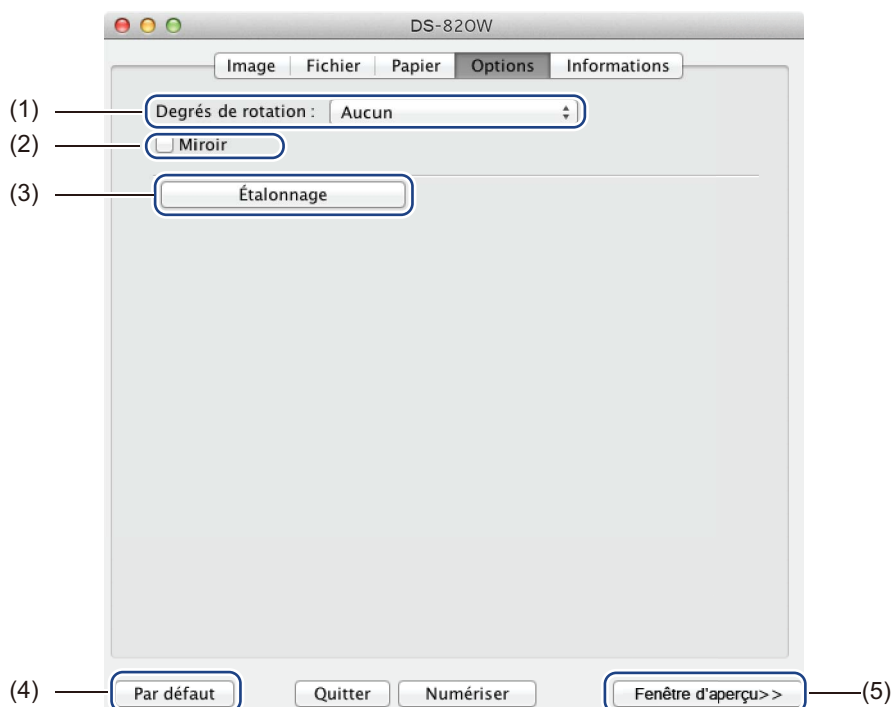 DS-820W
Image Fichier Papier Options Informations
(1) Degrés de rotation : Aucun
(2) Miroir
(3) Étalonnage
(4) Par défaut Quitter Numériser Fenêtre d'aperçu>> (5)